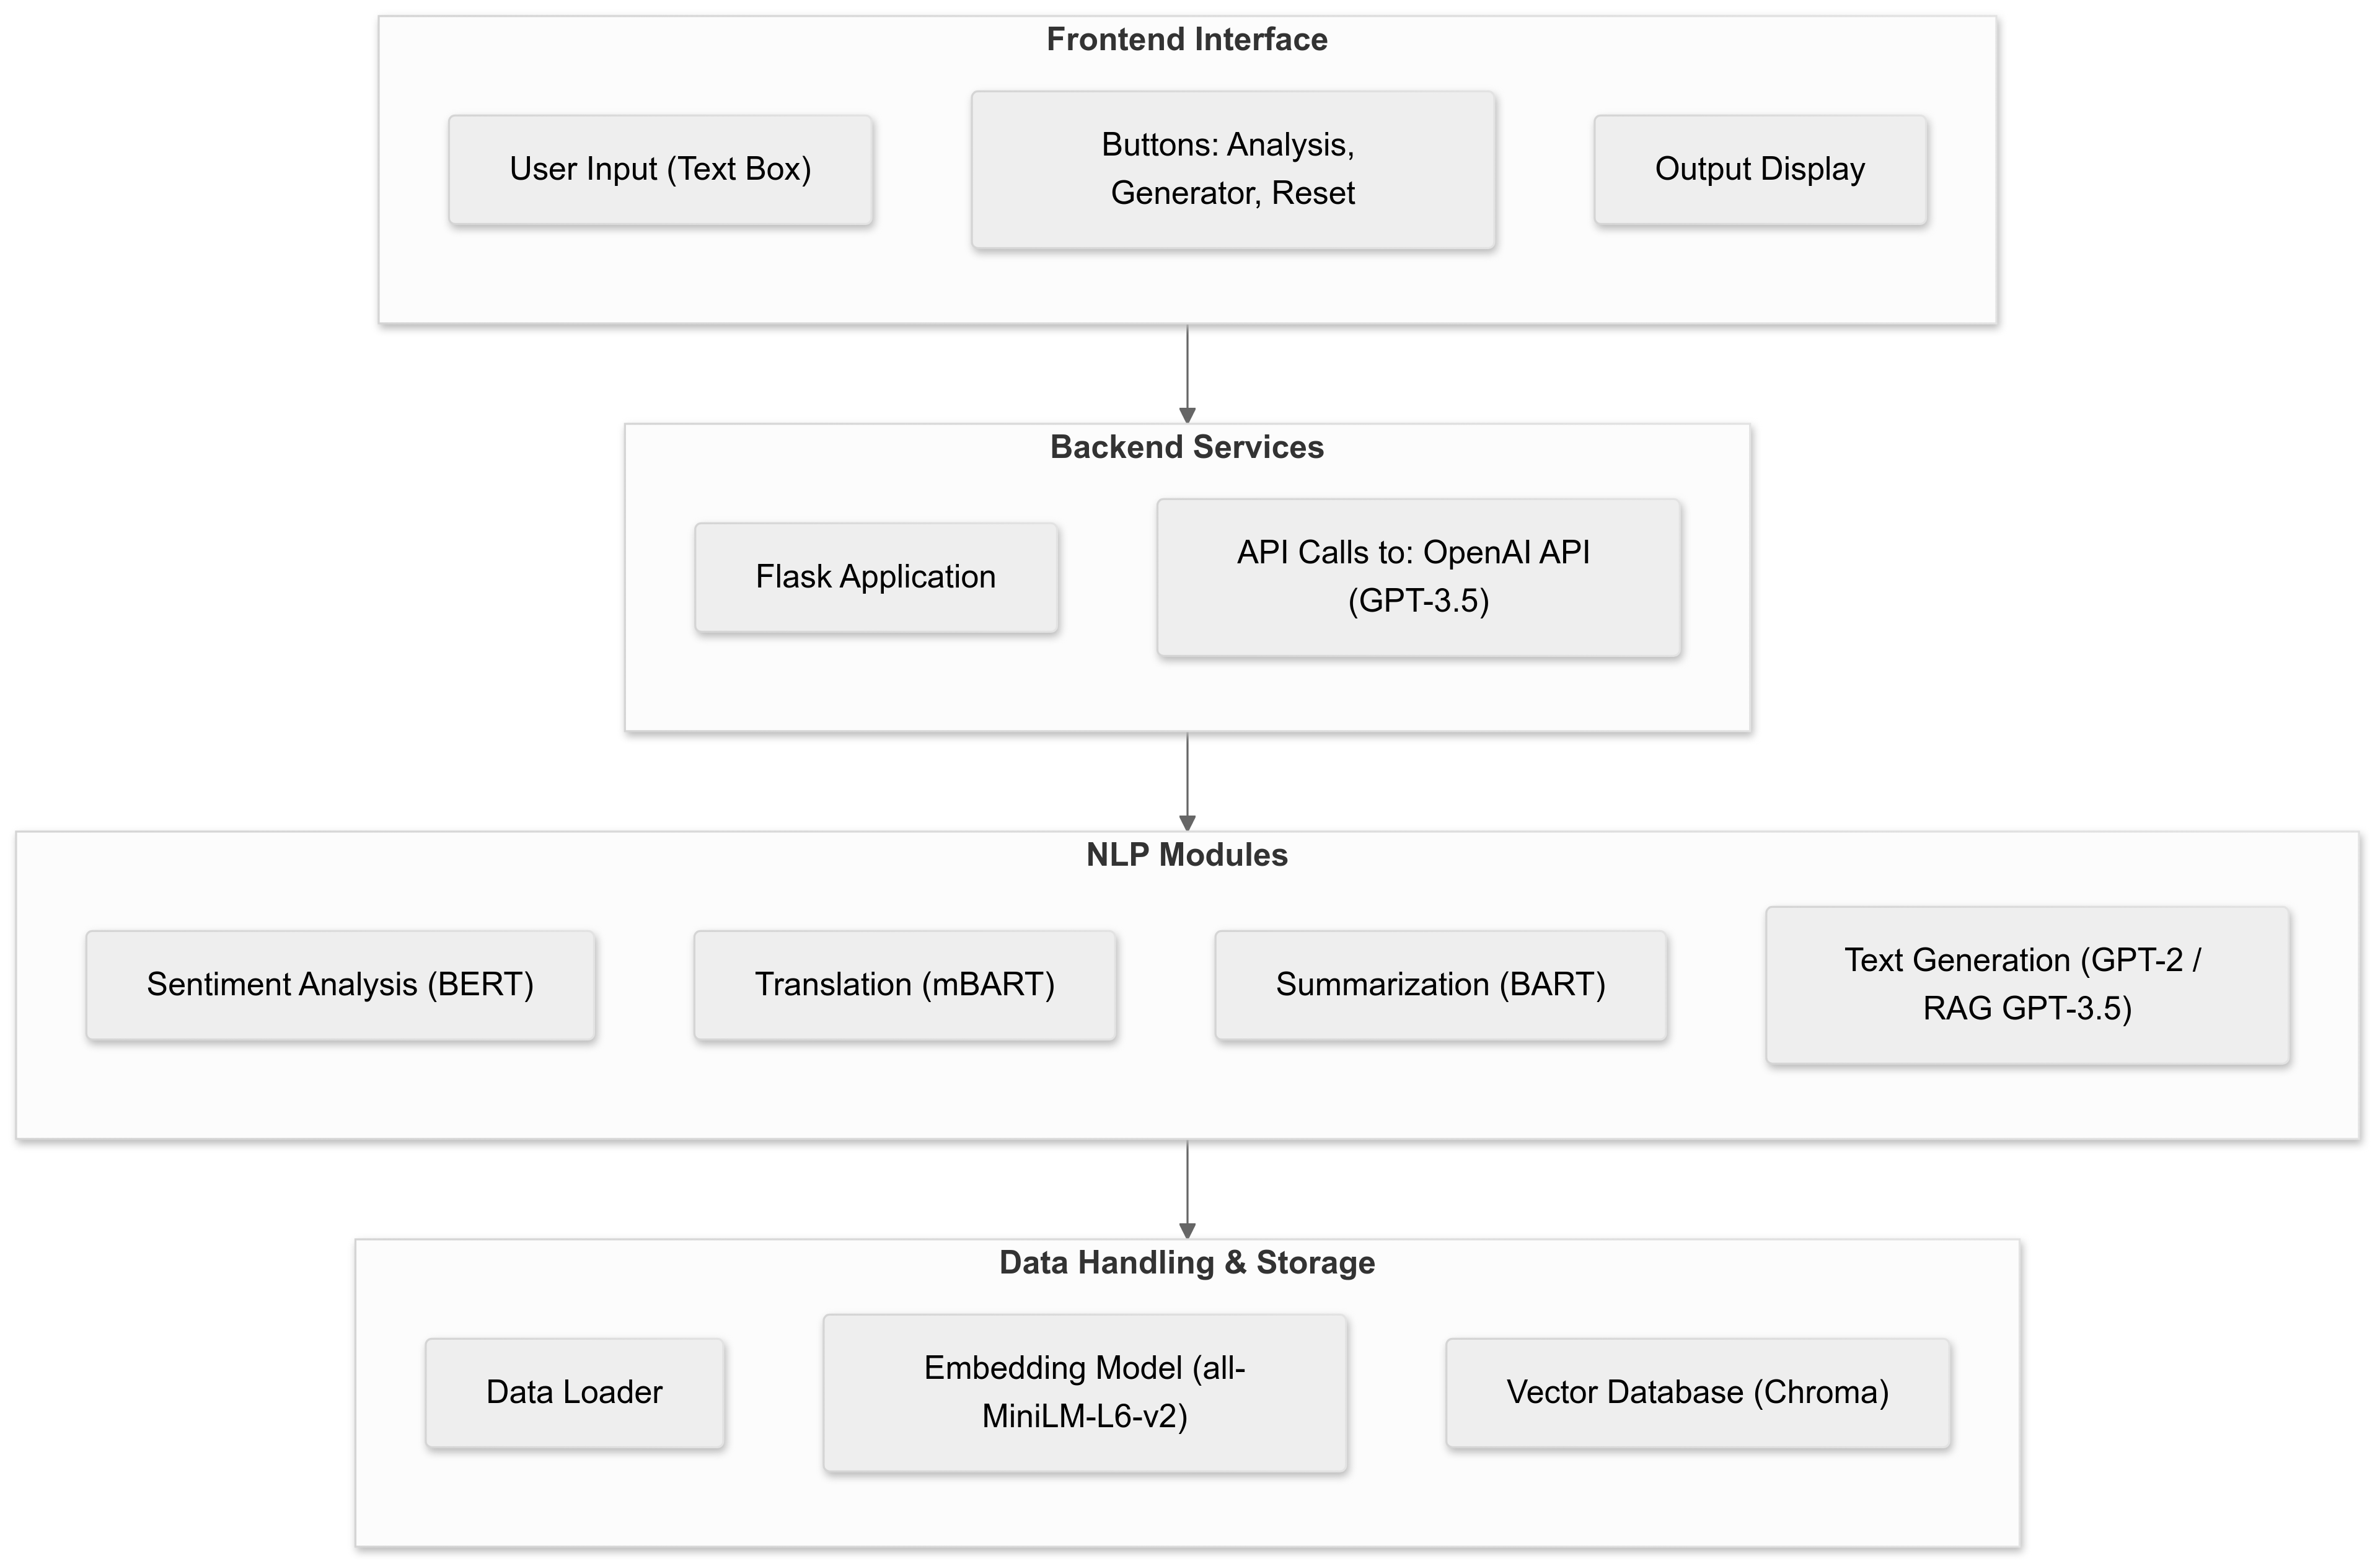 Frontend Interface
User Input (Text Box)
Buttons: Analysis,
Generator, Reset
Output Display
Backend Services
Flask Application
API Calls to: OpenAI API
(GPT-3.5)
NLP Modules
Sentiment Analysis (BERT)
Translation (mBART)
Summarization (BART)
Text Generation (GPT-2 /
RAG GPT-3.5)
Data Handling & Storage
Data Loader
Embedding Model (all-
MiniLM-L6-v2)
Vector Database (Chroma)